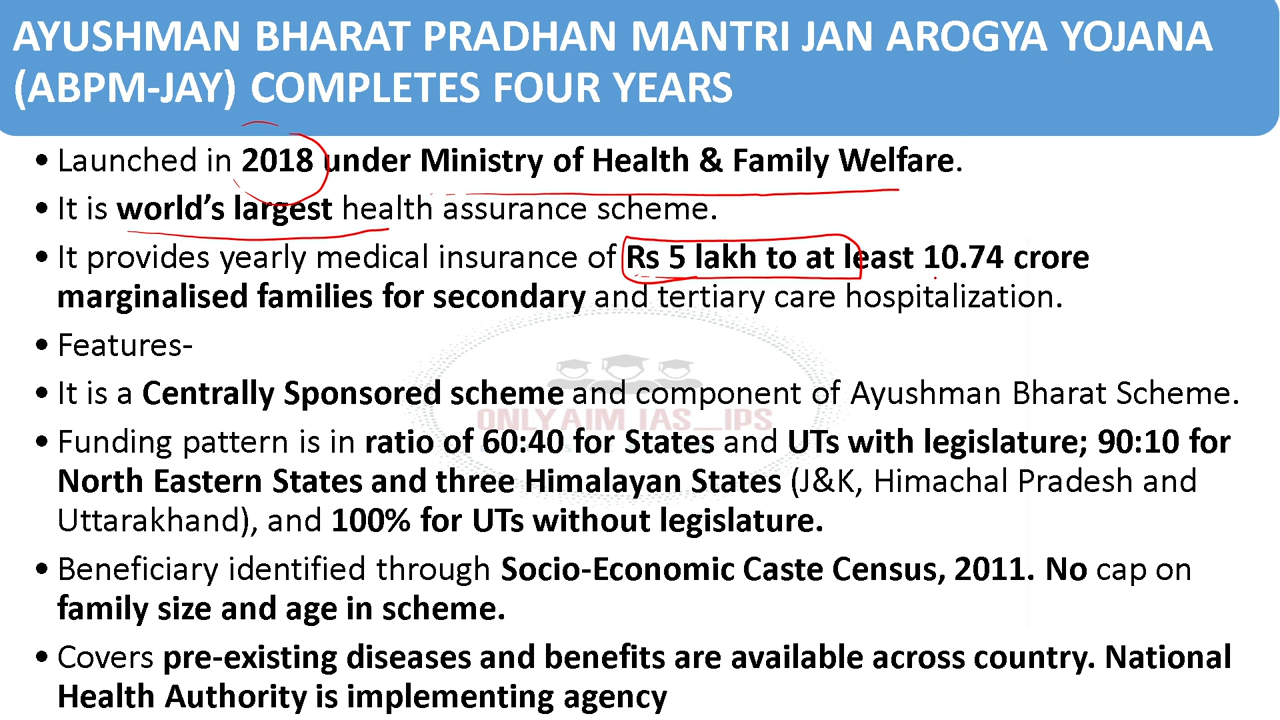 AYUSHMAN BHARAT PRADHAN MANTRI JAN AROGYA YOJANA
(ABPM-JAY) COMPLETES FOUR YEARS
• Launched in 2018 under Ministry of Health & Family Welfare.
• It is world's largest health assurance scheme.
• It provides yearly medical insurance of Rs 5 lakh to at least 10.74 crore
marginalised families for secondary and tertiary care hospitalization.
• Features-
• It is a Centrally Sponsored scheme and component of Ayushman Bharat Scheme.
ONLY AIM IAS_IPS
• Funding pattern is in ratio of 60:40 for States and UTs with legislature; 90:10 for
North Eastern States and three Himalayan States (J&K, Himachal Pradesh and
Uttarakhand), and 100% for UTs without legislature.
• Beneficiary identified through Socio-Economic Caste Census, 2011. No cap on
family size and age in scheme.
• Covers pre-existing diseases and benefits are available across country. National
Health Authority is implementing agency